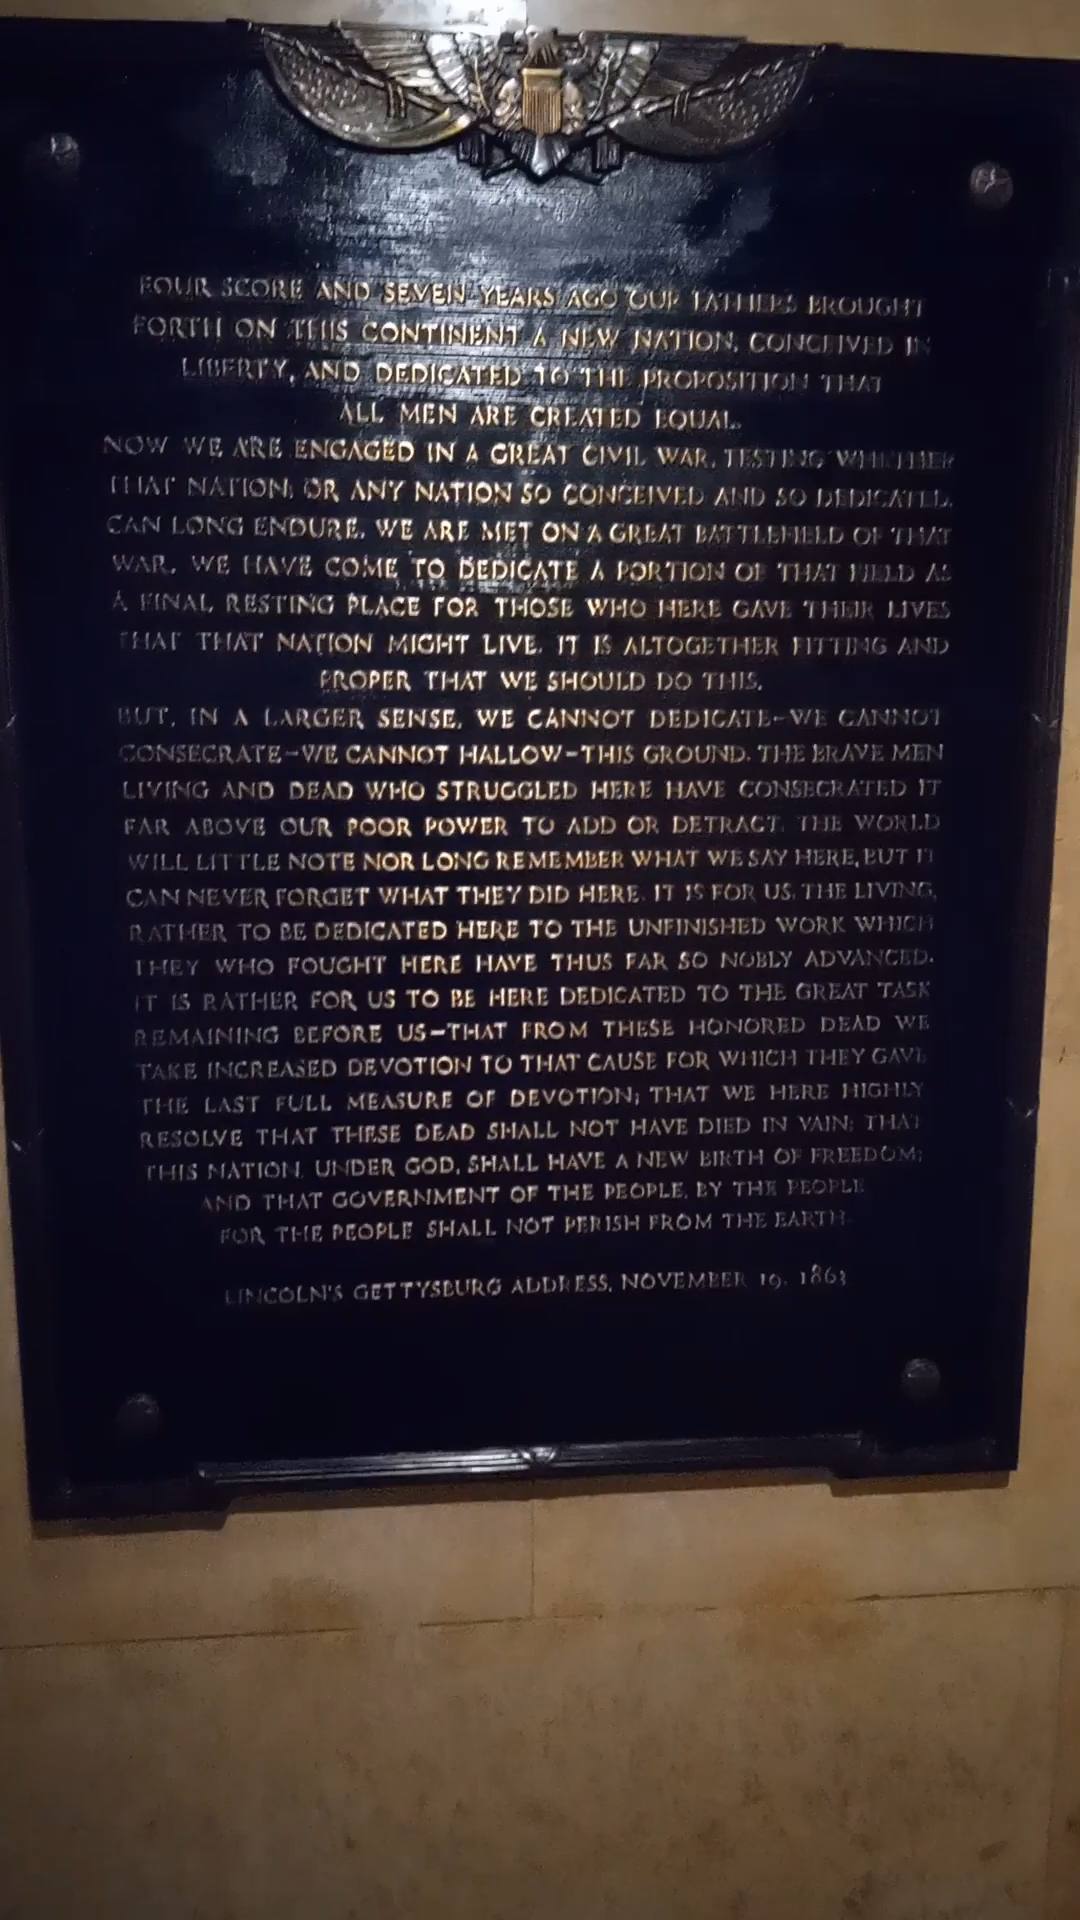 FOUR SCORE AND SEVEN YEARS AGO OUR FATHERS BROUGHT
FORTH ON THIS CONTINENT A NEW NATION, CONCEIVED IN
LIBERTY, AND DEDICATED TO THE PROPOSITION THAT
ALL MEN ARE CREATED EQUAL.
NOW WE ARE ENGAGED IN A GREAT CIVIL WAR, TESTING WHETHER
THAT NATION, OR ANY NATION SO CONCEIVED AND SO DEDICATED,
CAN LONG ENDURE. WE ARE MET ON A GREAT BATTLEFIELD OF THAT
WAR. WE HAVE COME TO DEDICATE A PORTION OF THAT FIELD AS
A FINAL RESTING PLACE FOR THOSE WHO HERE GAVE THEIR LIVES
THAT THAT NATION MIGHT LIVE. IT IS ALTOGETHER FITTING AND
PROPER THAT WE SHOULD DO THIS.
BUT, IN A LARGER SENSE, WE CANNOT DEDICATE-WE CANNOT
CONSECRATE-WE CANNOT HALLOW-THIS GROUND. THE BRAVE MEN
LIVING AND DEAD WHO STRUGGLED HERE HAVE CONSECRATED IT
FAR ABOVE OUR POOR POWER TO ADD OR DETRACT. THE WORLD
WILL LITTLE NOTE NOR LONG REMEMBER WHAT WE SAY HERE, BUT IT
CAN NEVER FORGET WHAT THEY DID HERE. IT IS FOR US, THE LIVING,
RATHER TO BE DEDICATED HERE TO THE UNFINISHED WORK WHICH
THEY WHO FOUGHT HERE HAVE THUS FAR SO NOBLY ADVANCED.
IT IS RATHER FOR US TO BE HERE DEDICATED TO THE GREAT TASK
REMAINING BEFORE US-THAT FROM THESE HONORED DEAD WE
TAKE INCREASED DEVOTION TO THAT CAUSE FOR WHICH THEY GAVE
THE LAST FULL MEASURE OF DEVOTION; THAT WE HERE HIGHLY
RESOLVE THAT THESE DEAD SHALL NOT HAVE DIED IN VAIN; THAT
THIS NATION, UNDER GOD, SHALL HAVE A NEW BIRTH OF FREEDOM;
AND THAT GOVERNMENT OF THE PEOPLE, BY THE PEOPLE
FOR THE PEOPLE SHALL NOT PERISH FROM THE EARTH.
LINCOLN'S GETTYSBURG ADDRESS, NOVEMBER 19, 1863